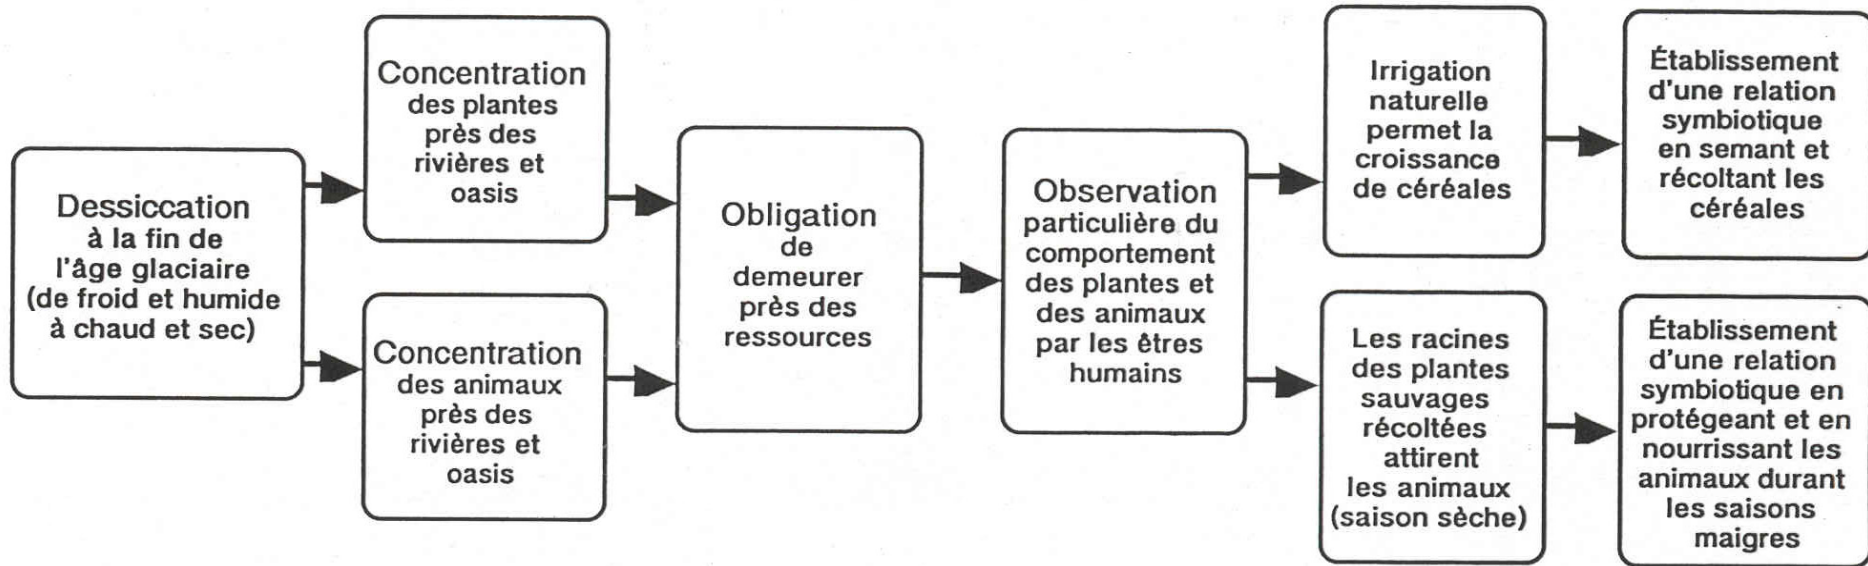 Dessiccation
à la fin de
l'âge glaciaire
(de froid et humide
à chaud et sec)
Concentration
des plantes
près des
rivières et
oasis
Concentration
des animaux
près des
rivières et
oasis
Obligation
de
demeurer
près des
ressources
Observation
particulière du
comportement
des plantes et
des animaux
par les êtres
humains
Irrigation
naturelle
permet la
croissance
de céréales
Établissement
d'une relation
symbiotique
en semant et
récoltant les
céréales
Les racines
des plantes
sauvages
récoltées
attirent
les animaux
(saison sèche)
Établissement
d'une relation
symbiotique en
protégeant et en
nourrissant les
animaux durant
les saisons
maigres